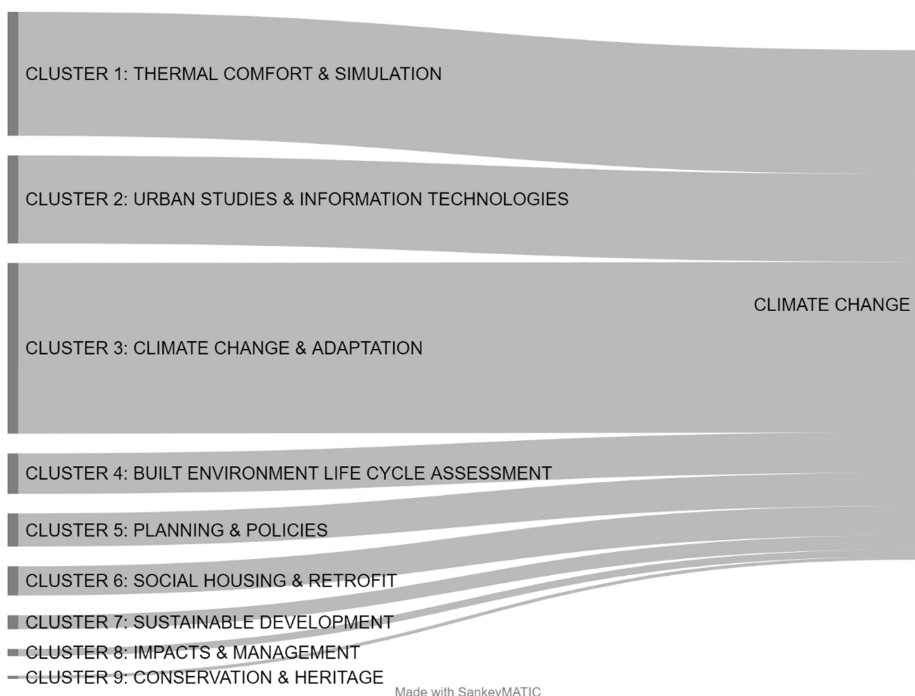 CLUSTER 1: THERMAL COMFORT & SIMULATION
CLUSTER 2: URBAN STUDIES & INFORMATION TECHNOLOGIES
CLIMATE CHANGE
CLUSTER 3: CLIMATE CHANGE & ADAPTATION
CLUSTER 4: BUILT ENVIRONMENT LIFE CYCLE ASSESSMENT
CLUSTER 5: PLANNING & POLICIES
CLUSTER 6: SOCIAL HOUSING & RETROFIT
CLUSTER 7: SUSTAINABLE DEVELOPMENT
CLUSTER 8: IMPACTS & MANAGEMENT
CLUSTER 9: CONSERVATION & HERITAGE
Made with SankeyMATIC